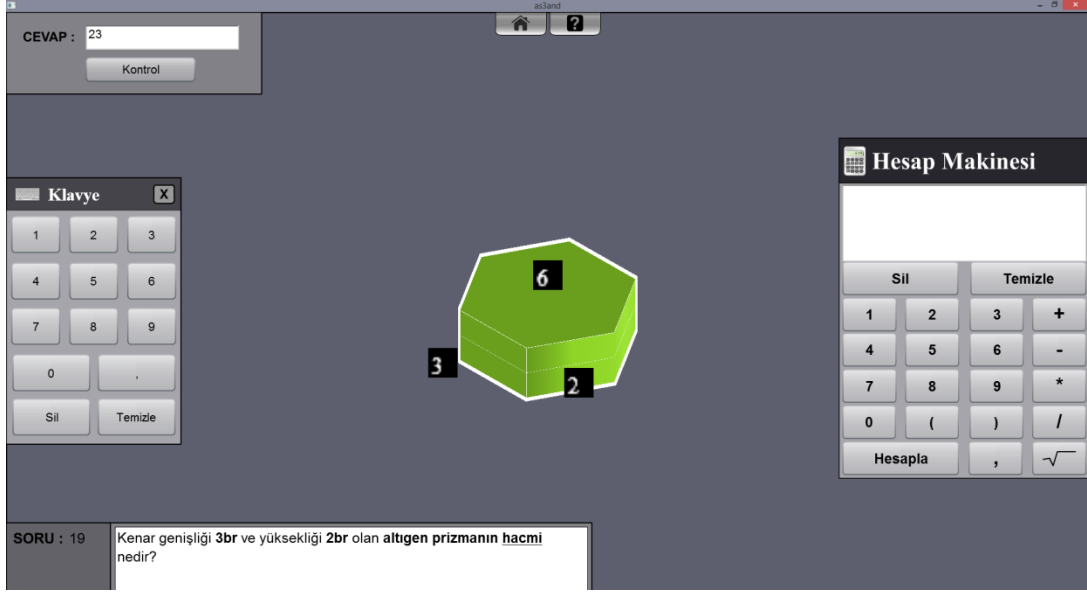 as3and
CEVAP : 23
Kontrol
?
Klavye X
1 2 3
4 5 6
7 8 9
0 ,
Sil Temizle
6
3
2
Hesap Makinesi
Sil Temizle
1 2 3 +
4 5 6 -
7 8 9 *
0 ( ) /
Hesapla , √
SORU : 19
Kenar genişliği 3br ve yüksekliği 2br olan altıgen prizmanın hacmi
nedir?